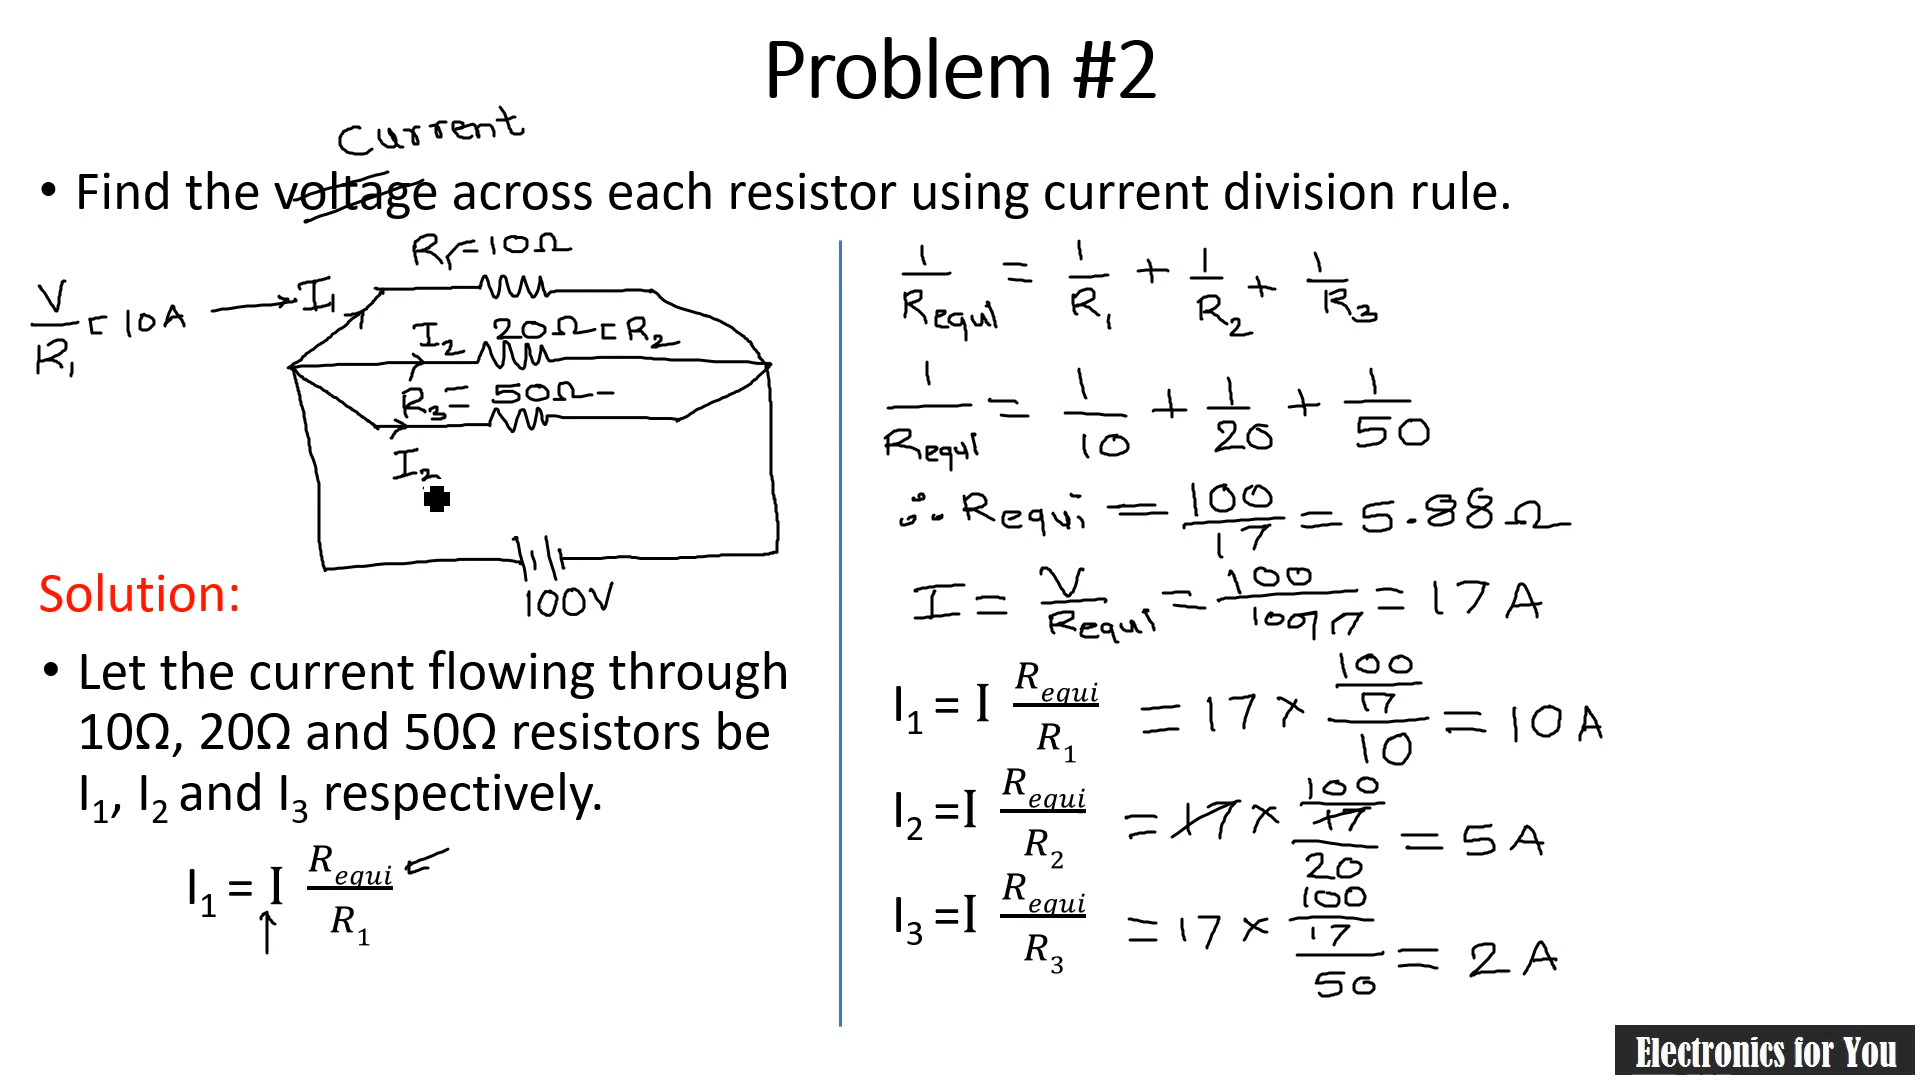 Problem #2
Current
• Find the voltage across each resistor using current division rule.
R1 = 10Ω
V/R1 = 10A → I1
I2 20Ω = R2
R3 = 50Ω
I2
100V
Solution:
• Let the current flowing through
10Ω, 20Ω and 50Ω resistors be
I1, I2 and I3 respectively.
I1 = I Requi/R1
1/Requi = 1/R1 + 1/R2 + 1/R3
1/Requi = 1/10 + 1/20 + 1/50
∴ Requi = 100/17 = 5.88Ω
I = V/Requi = 100/100/17 = 17A
I1 = I Requi/R1 = 17 × 100/17/10 = 10A
I2 =I Requi/R2 = 17 × 100/17/20 = 5A
I3 =I Requi/R3 = 17 × 100/17/50 = 2A
Electronics for You